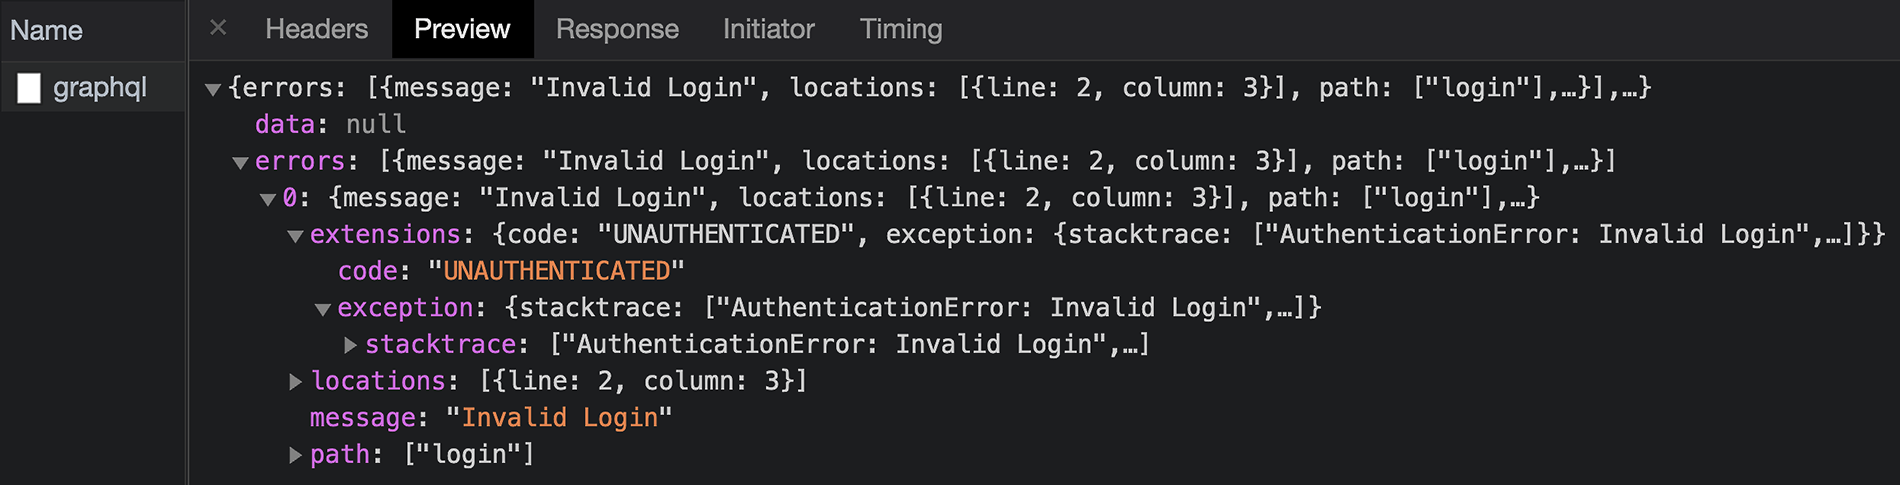 Name
× Headers Preview Response Initiator Timing
graphql
▼{errors: [{message: "Invalid Login", locations: [{line: 2, column: 3}], path: ["login"],…}],…}
data: null
▼errors: [{message: "Invalid Login", locations: [{line: 2, column: 3}], path: ["login"],…}]
▼0: {message: "Invalid Login", locations: [{line: 2, column: 3}], path: ["login"],…}
▼extensions: {code: "UNAUTHENTICATED", exception: {stacktrace: ["AuthenticationError: Invalid Login",…]}}
code: "UNAUTHENTICATED"
▼exception: {stacktrace: ["AuthenticationError: Invalid Login",…]}
▶stacktrace: ["AuthenticationError: Invalid Login",…]
▶locations: [{line: 2, column: 3}]
message: "Invalid Login"
▶path: ["login"]